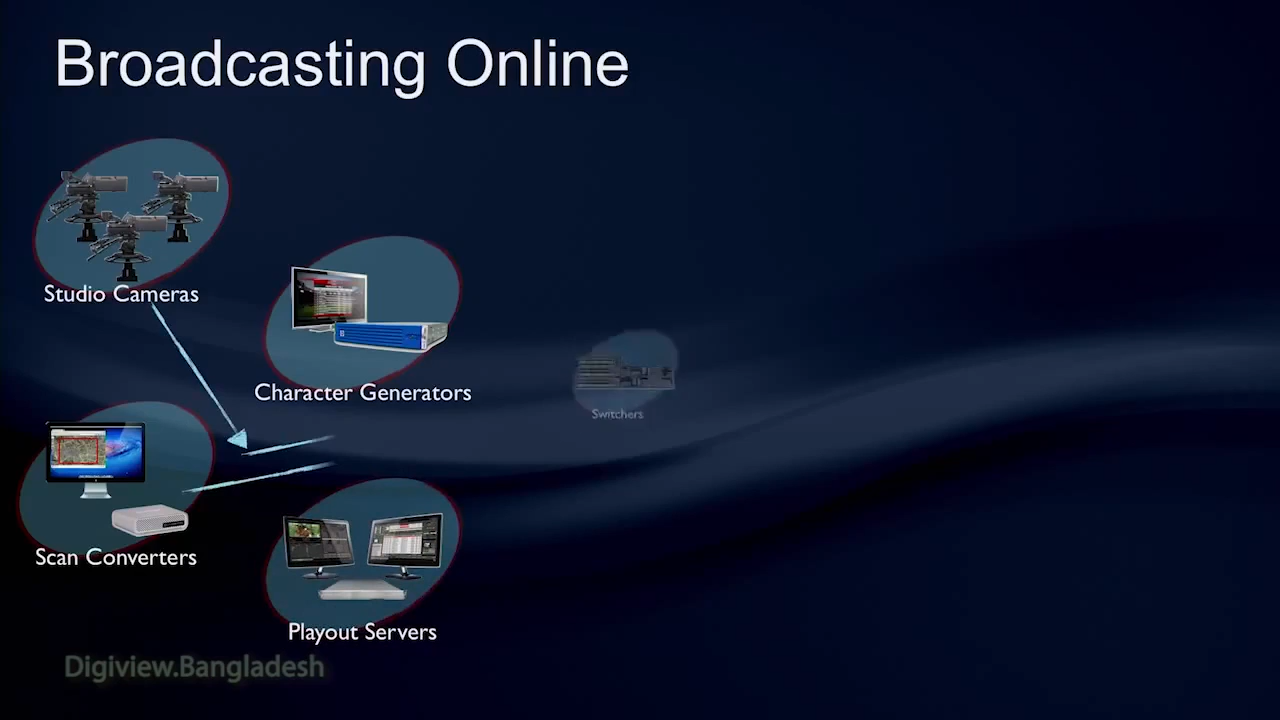 Broadcasting Online
Studio Cameras
Character Generators
Switchers
Scan Converters
Playout Servers
Digiview.Bangladesh